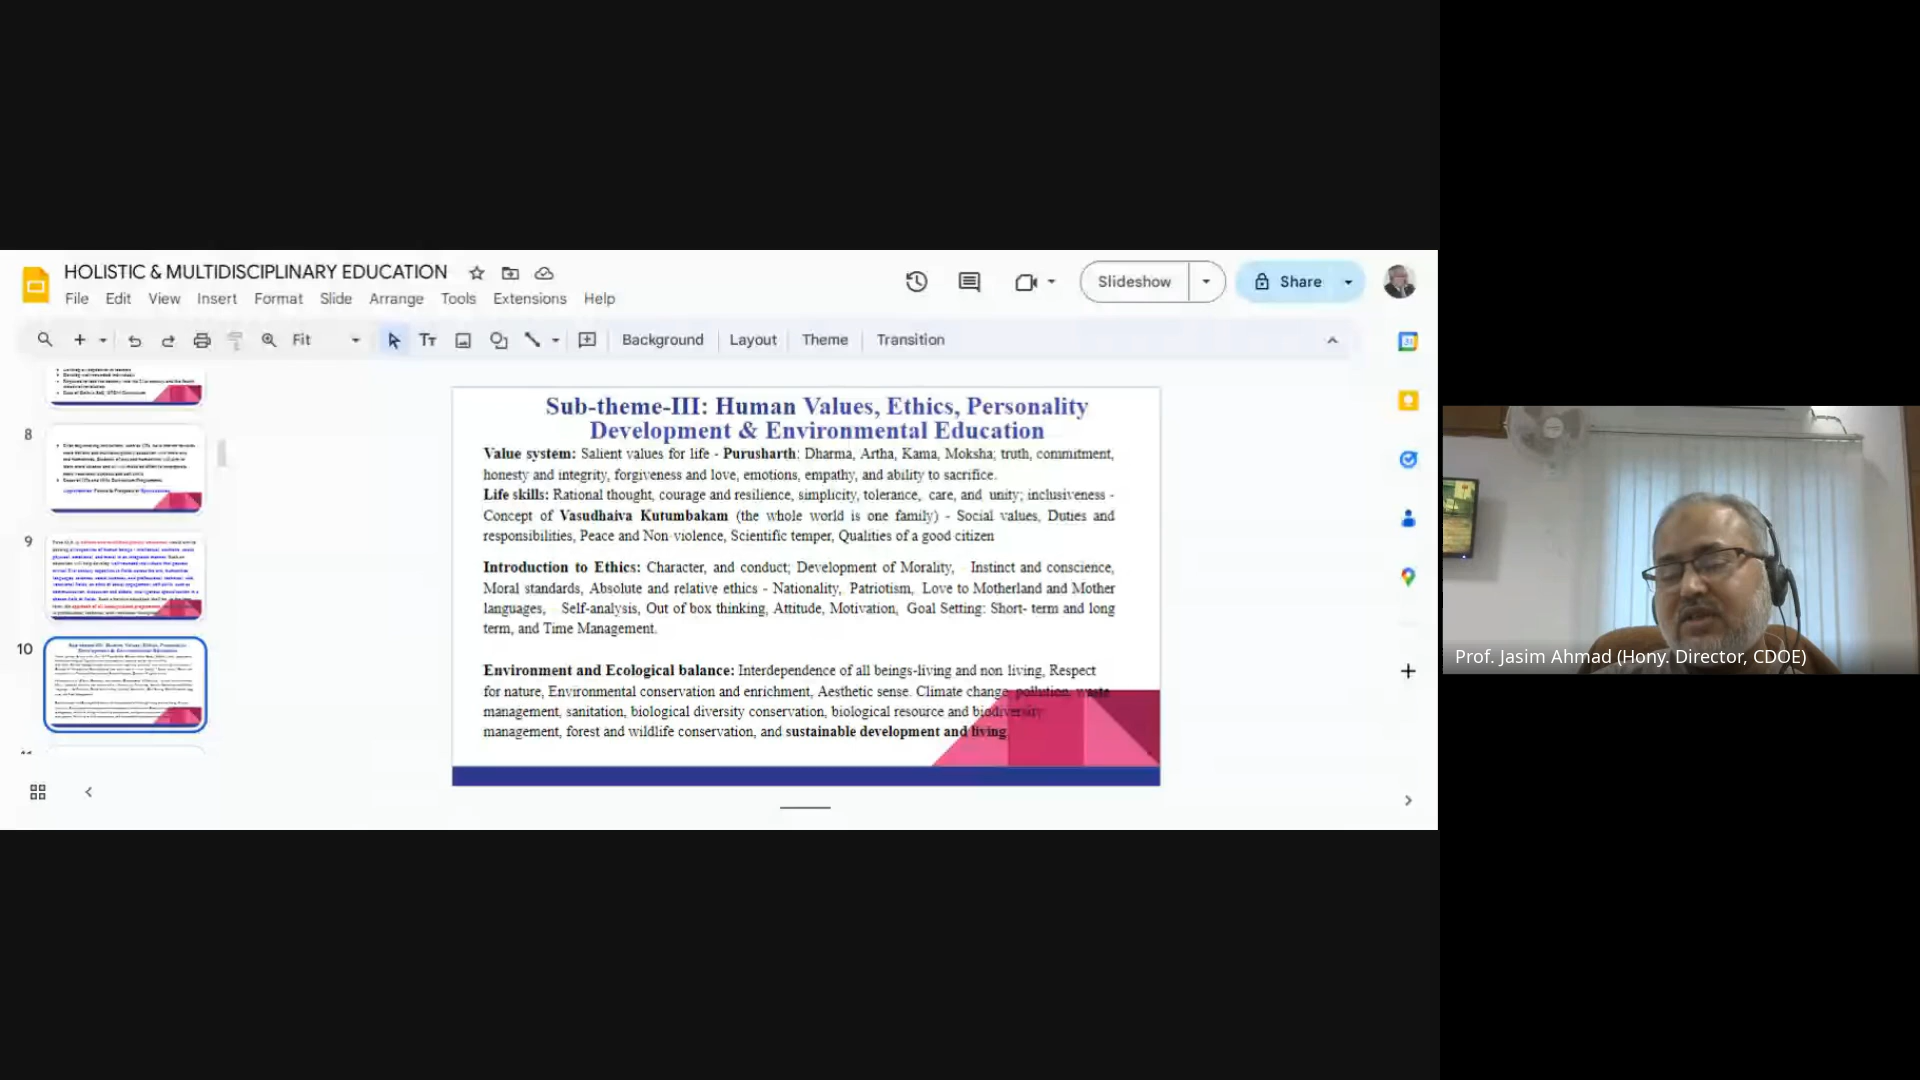 HOLISTIC & MULTIDISCIPLINARY EDUCATION
File Edit View Insert Format Slide Arrange Tools Extensions Help
Slideshow
Share
Fit
Background Layout Theme Transition
8
9
10
Sub-theme-III: Human Values, Ethics, Personality
Development & Environmental Education
Value system: Salient values for life - Purusharth: Dharma, Artha, Kama, Moksha; truth, commitment,
honesty and integrity, forgiveness and love, emotions, empathy, and ability to sacrifice.
Life skills: Rational thought, courage and resilience, simplicity, tolerance, care, and unity; inclusiveness -
Concept of Vasudhaiva Kutumbakam (the whole world is one family) - Social values, Duties and
responsibilities, Peace and Non-violence, Scientific temper, Qualities of a good citizen
Introduction to Ethics: Character, and conduct; Development of Morality, Instinct and conscience,
Moral standards, Absolute and relative ethics - Nationality, Patriotism, Love to Motherland and Mother
languages, Self-analysis, Out of box thinking, Attitude, Motivation, Goal Setting: Short- term and long
term, and Time Management.
Environment and Ecological balance: Interdependence of all beings-living and non living, Respect
for nature, Environmental conservation and enrichment, Aesthetic sense. Climate change, pollution, waste
management, sanitation, biological diversity conservation, biological resource and biodiversity
management, forest and wildlife conservation, and sustainable development and living.
Prof. Jasim Ahmad (Hony. Director, CDOE)